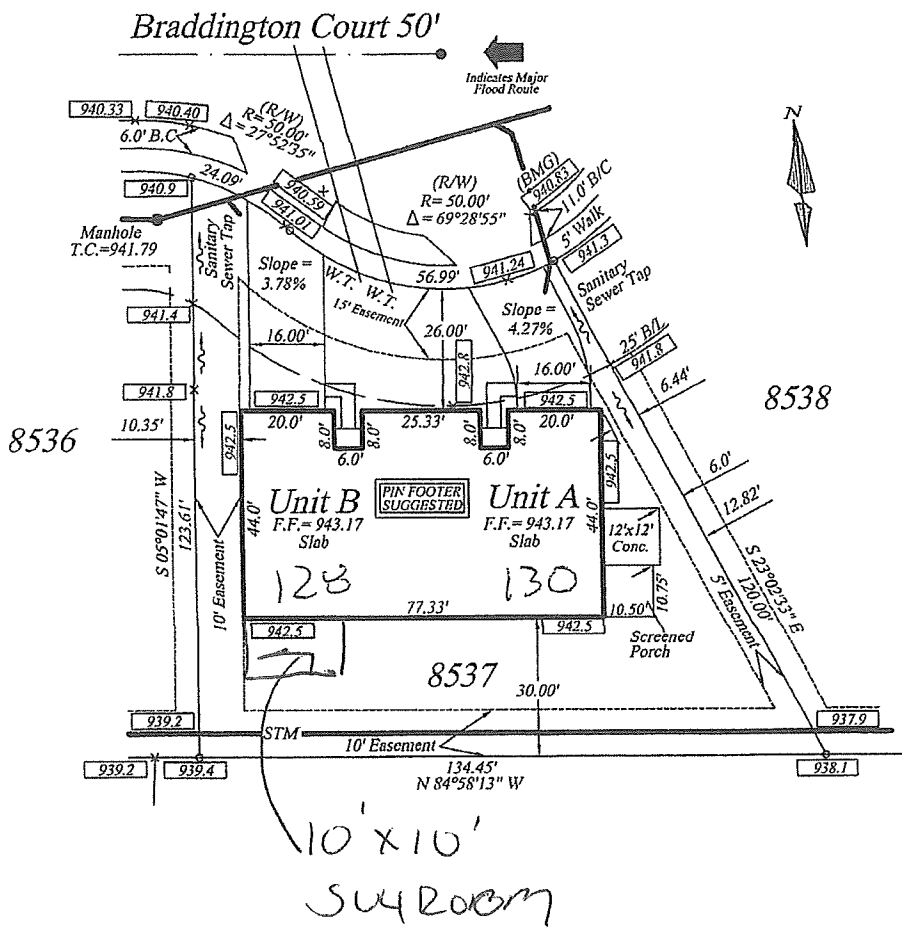 Braddington Court 50'
Indicates Major
Flood Route
N
940.33
940.40
6.0' B.C
(R/W)
R= 50.00'
Δ = 27°52'35"
24.09'
940.9
Manhole
T.C.=941.79
Sanitary
Sewer Tap
940.59
941.01
(R/W)
R= 50.00'
Δ = 69°28'55"
(BMG)
940.83
11.0' B/C
5' Walk
941.3
Sanitary
Sewer Tap
Slope =
3.78%
W.T. W.T.
56.99'
941.24
15' Easement
Slope =
4.27%
941.4
26.00'
16.00'
942.8
16.00'
25' B/L
941.8
6.44'
941.8
942.5
942.5
8536
10.35'
942.5
20.0'
8.0'
8.0'
6.0'
25.33'
8.0'
8.0'
6.0'
20.0'
942.5
8538
6.0'
12.82'
Unit B
F.F.= 943.17
Slab
PIN FOOTER
SUGGESTED
Unit A
F.F.= 943.17
Slab
44.0'
44.0'
12'x12'
Conc.
S 05°01'47" W
123.61'
10' Easement
128
130
77.33'
10.50'
10.75'
S 23°02'33" E
120.00'
5' Easement
942.5
942.5
Screened
Porch
8537
30.00'
939.2
STM
10' Easement
937.9
939.2
939.4
134.45'
N 84°58'13" W
938.1
10' x 10'
SUNROOM